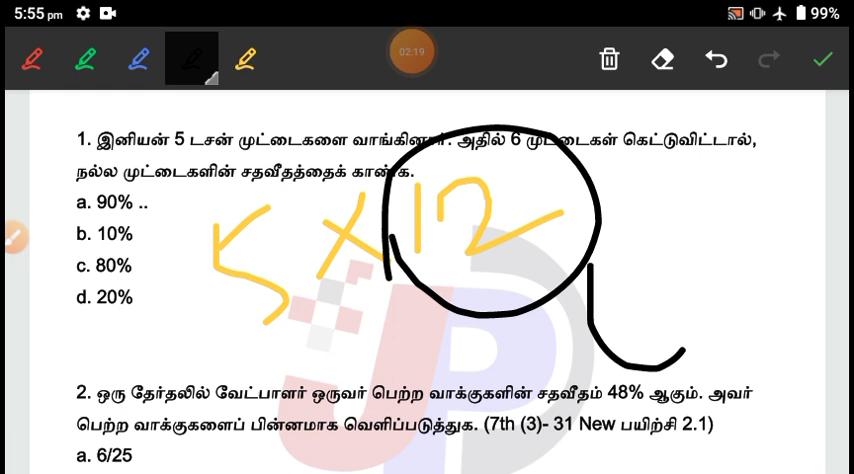 5:55 pm
99%
02:19
1. இனியன் 5 டசன் முட்டைகளை வாங்கினார். அதில் 6 முட்டைகள் கெட்டுவிட்டால்,
நல்ல முட்டைகளின் சதவீதத்தைக் காண்க.
a. 90% ..
b. 10%
c. 80%
d. 20%
5 X 12
JP
2. ஒரு தேர்தலில் வேட்பாளர் ஒருவர் பெற்ற வாக்குகளின் சதவீதம் 48% ஆகும். அவர்
பெற்ற வாக்குகளைப் பின்னமாக வெளிப்படுத்துக. (7th (3)- 31 New பயிற்சி 2.1)
a. 6/25